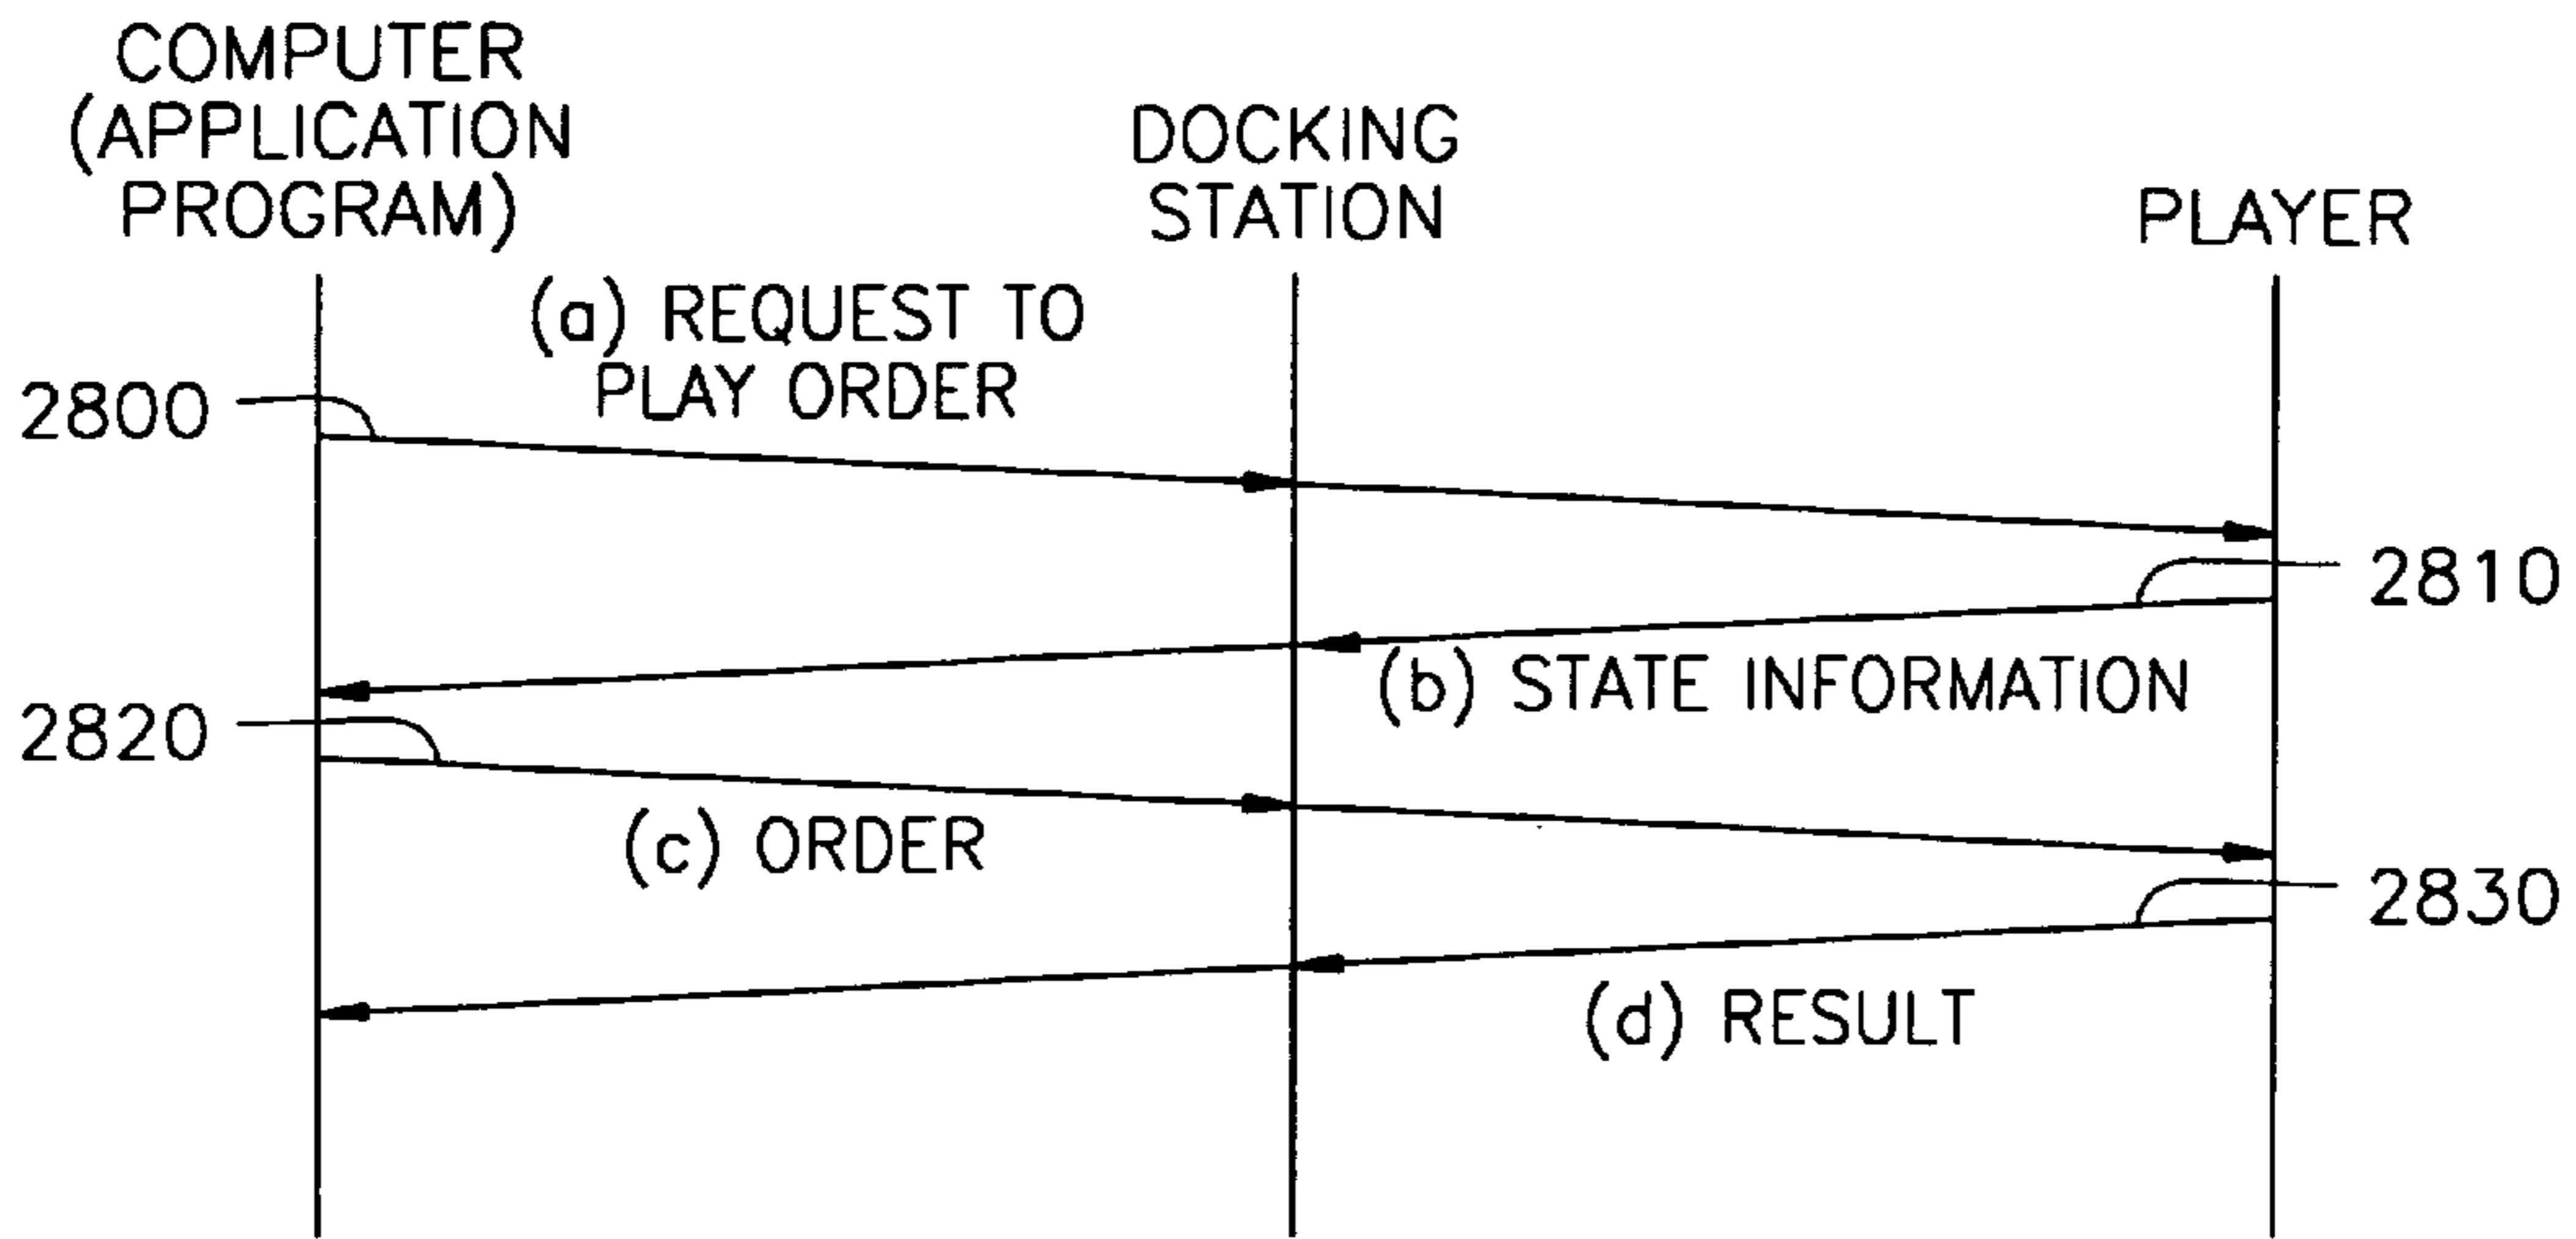 COMPUTER
(APPLICATION
PROGRAM)
DOCKING
STATION
PLAYER
(a) REQUEST TO
PLAY ORDER
2800
2810
(b) STATE INFORMATION
2820
(c) ORDER
2830
(d) RESULT